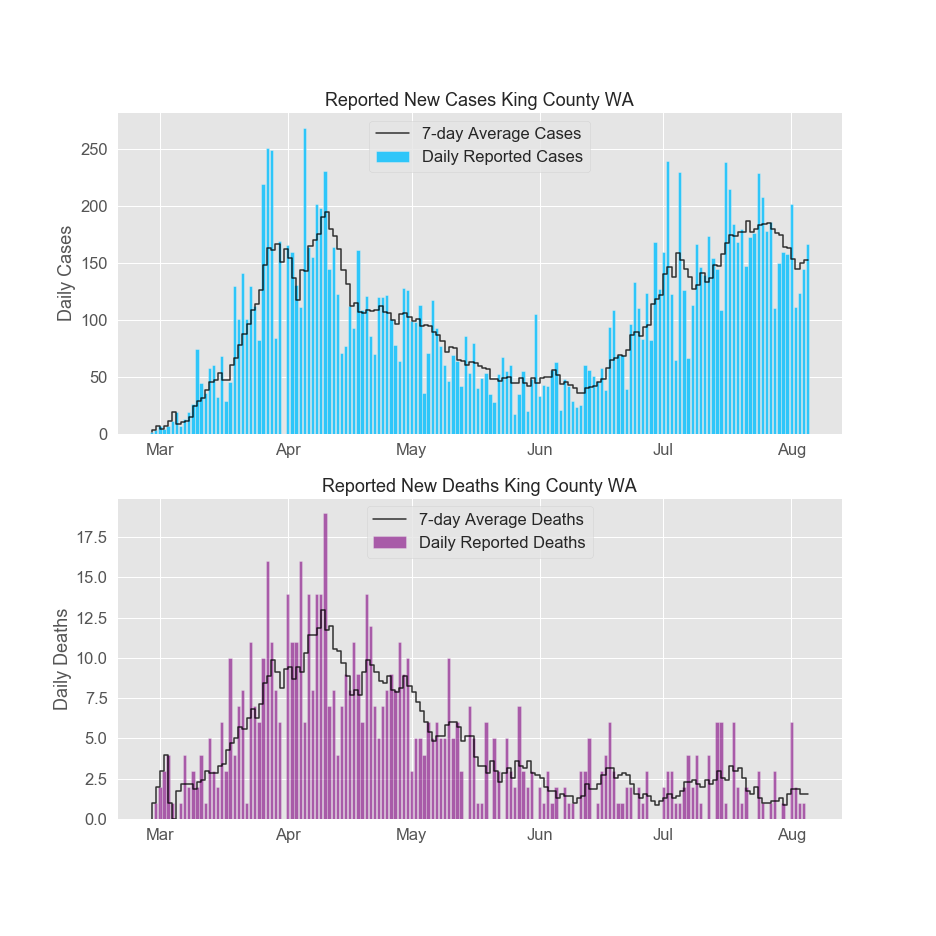 Reported New Cases King County WA
7-day Average Cases
Daily Reported Cases
Daily Cases
250
200
150
100
50
0
Mar Apr May Jun Jul Aug
Reported New Deaths King County WA
7-day Average Deaths
Daily Reported Deaths
Daily Deaths
17.5
15.0
12.5
10.0
7.5
5.0
2.5
0.0
Mar Apr May Jun Jul Aug